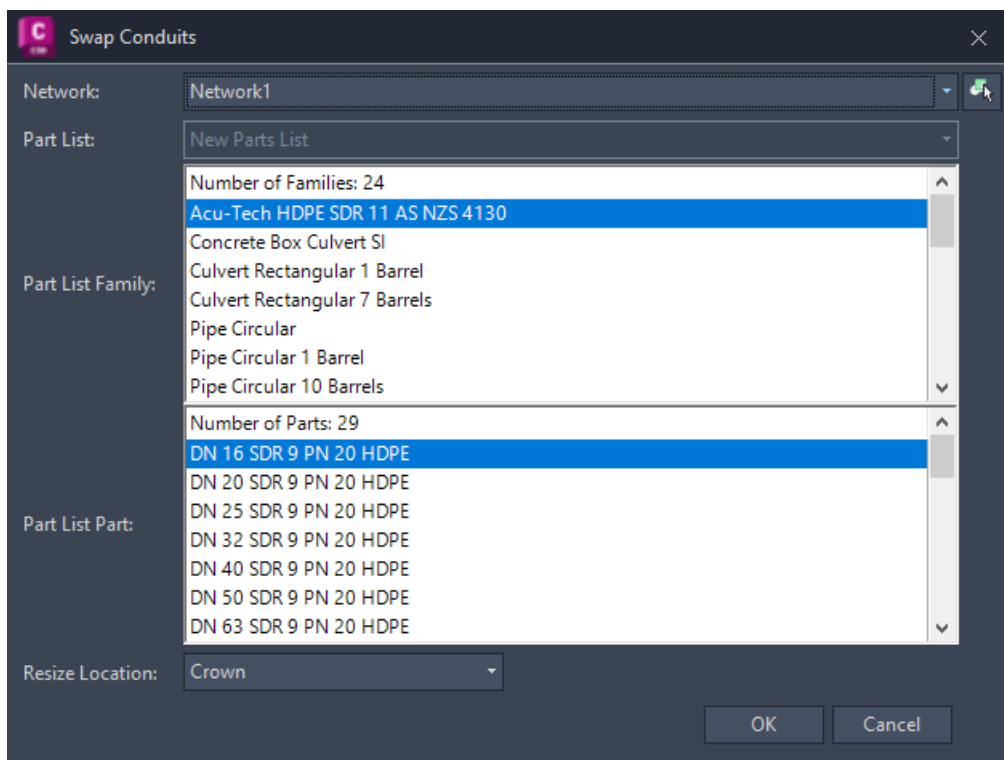 C
Swap Conduits
Network:
Network1
Part List:
New Parts List
Part List Family:
Number of Families: 24
Acu-Tech HDPE SDR 11 AS NZS 4130
Concrete Box Culvert SI
Culvert Rectangular 1 Barrel
Culvert Rectangular 7 Barrels
Pipe Circular
Pipe Circular 1 Barrel
Pipe Circular 10 Barrels
Part List Part:
Number of Parts: 29
DN 16 SDR 9 PN 20 HDPE
DN 20 SDR 9 PN 20 HDPE
DN 25 SDR 9 PN 20 HDPE
DN 32 SDR 9 PN 20 HDPE
DN 40 SDR 9 PN 20 HDPE
DN 50 SDR 9 PN 20 HDPE
DN 63 SDR 9 PN 20 HDPE
Resize Location:
Crown
OK
Cancel